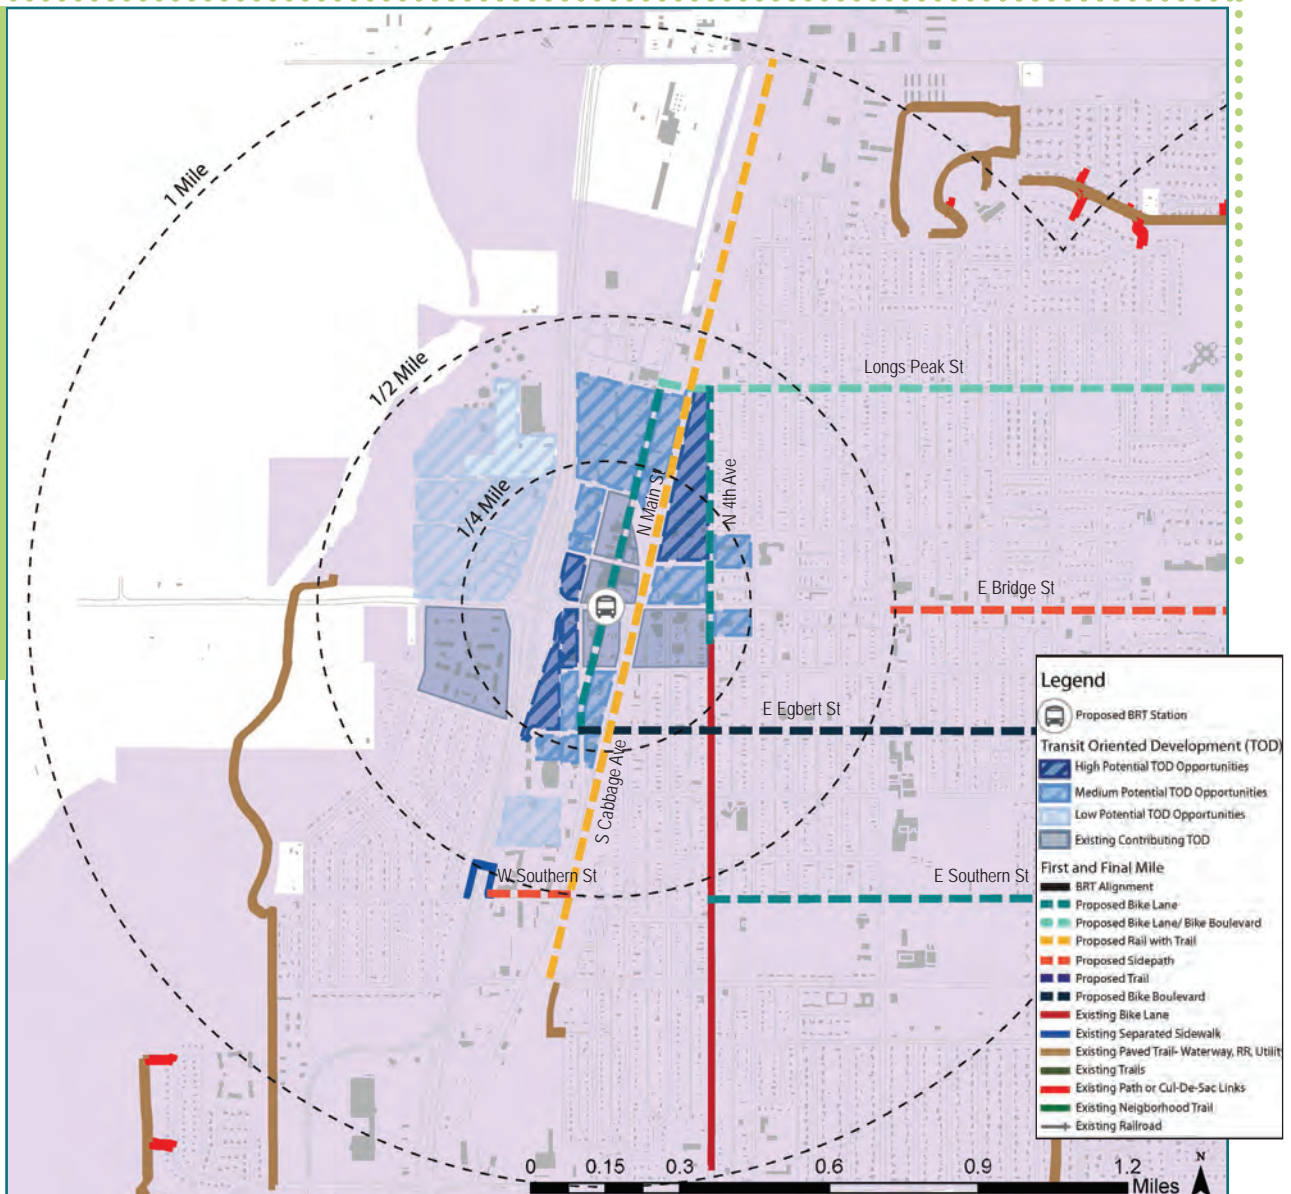 1 Mile
1/2 Mile
1/4 Mile
Longs Peak St
N Main St
N 4th Ave
E Bridge St
E Egbert St
S Cabbage Ave
W Southern St
E Southern St
Legend
Proposed BRT Station
Transit Oriented Development (TOD)
High Potential TOD Opportunities
Medium Potential TOD Opportunities
Low Potential TOD Opportunities
Existing Contributing TOD
First and Final Mile
BRT Alignment
Proposed Bike Lane
Proposed Bike Lane/ Bike Boulevard
Proposed Rail with Trail
Proposed Sidepath
Proposed Trail
Proposed Bike Boulevard
Existing Bike Lane
Existing Separated Sidewalk
Existing Paved Trail- Waterway, RR, Utilit
Existing Trails
Existing Path or Cul-De-Sac Links
Existing Neigborhood Trail
Existing Railroad
0 0.15 0.3 0.6 0.9 1.2
Miles
N